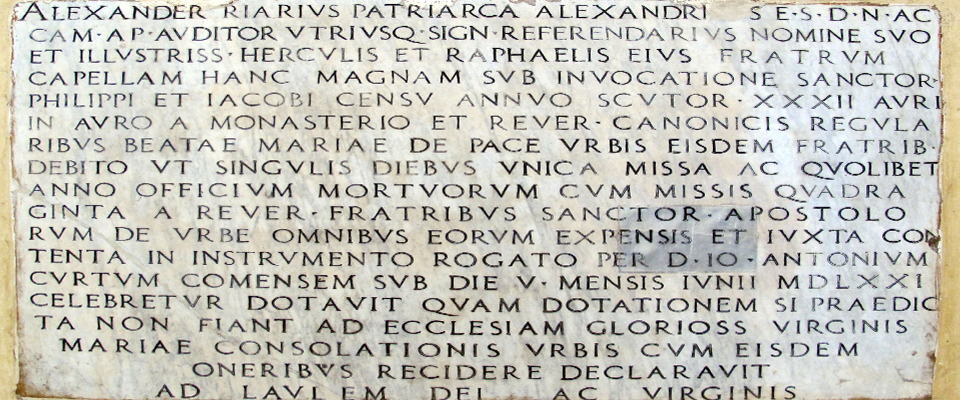 ALEXANDER RIARIVS PATRIARCA ALEXANDRI S E·S·D·N·AC
CAM·AP·AVDITOR VTRIVSQ·SIGN·REFERENDARIVS NOMINE SVO
ET ILLVSTRISS·HERCVLIS ET RAPHAELIS EIVS FRATRVM
CAPELLAM HANC MAGNAM SVB INVOCATIONE SANCTOR·
PHILIPPI ET IACOBI CENSV ANNVO SCVTOR·XXXII AVRI
IN AVRO A MONASTERIO ET REVER·CANONICIS REGVLA
RIBVS BEATAE MARIAE DE PACE VRBIS EISDEM FRATRIB·
DEBITO VT SINGVLIS DIEBVS VNICA MISSA AC QVOLIBET
ANNO OFFICIVM MORTVORVM CVM MISSIS QVADRA
GINTA A REVER·FRATRIBVS SANCTOR·APOSTOLO
RVM DE VRBE OMNIBVS EORVM EXPENSIS ET IVXTA CON
TENTA IN INSTRVMENTO ROGATO PER D·IO·ANTONIVM
CVRTVM COMENSEM SVB DIE V·MENSIS IVNII MDLXXI
CELEBRETVR DOTAVIT QVAM DOTATIONEM SI PRAEDIC
TA NON FIANT AD ECCLESIAM GLORIOSS VIRGINIS
MARIAE CONSOLATIONIS VRBIS CVM EISDEM
ONERIBVS RECIDERE DECLARAVIT
AD LAVLEM DEI AC VIRGINIS